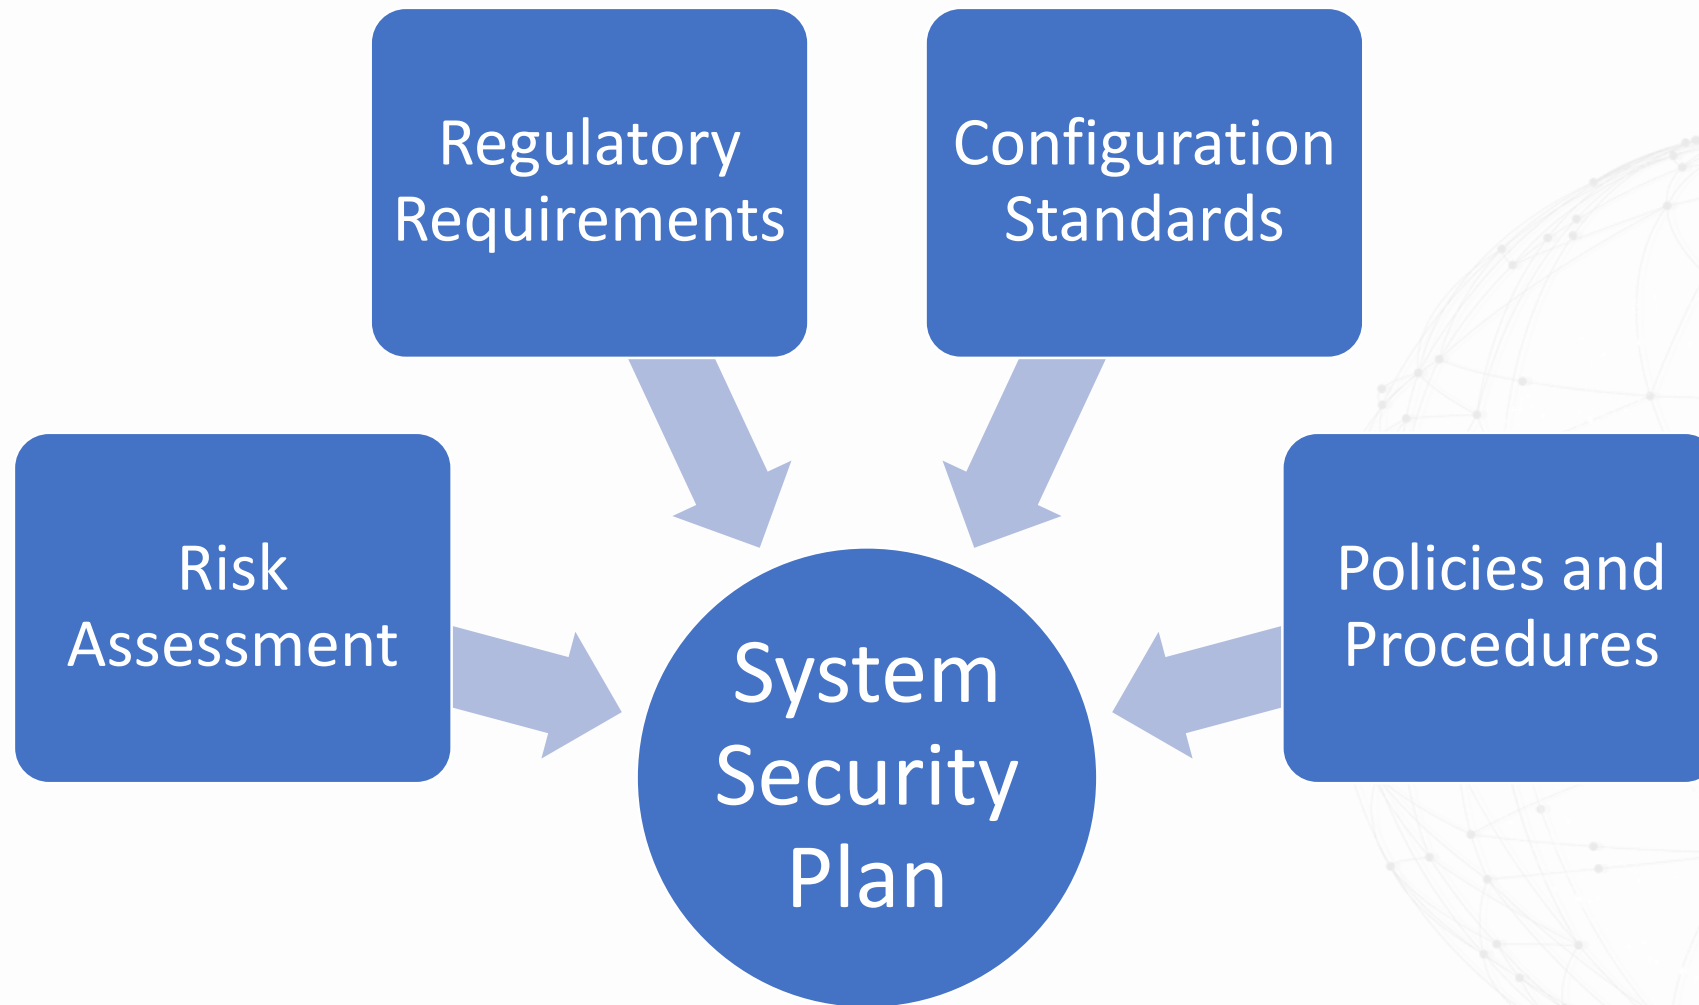 Regulatory
Requirements
Configuration
Standards
Risk
Assessment
Policies and
Procedures
System
Security
Plan